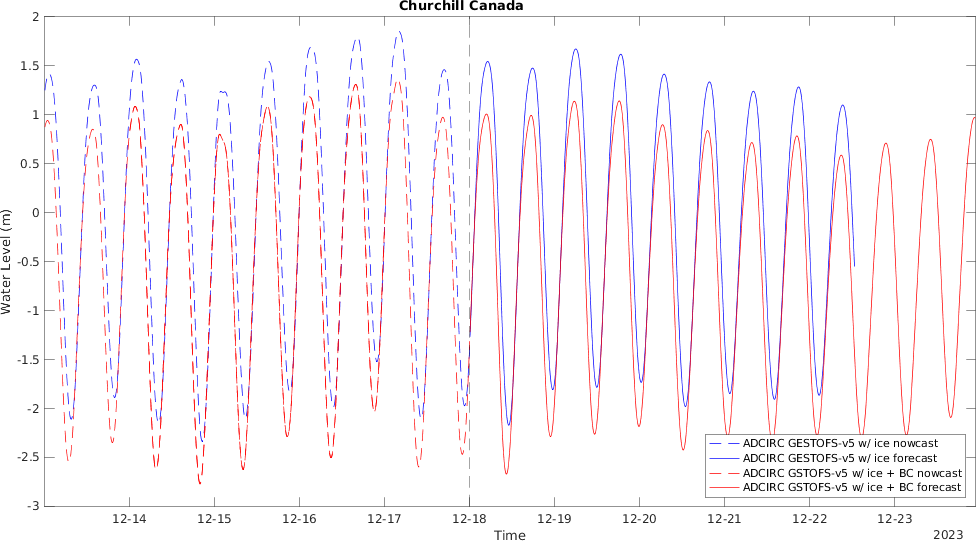 Churchill Canada
2
1.5
1
0.5
0
-0.5
-1
-1.5
-2
-2.5
-3
Water Level (m)
ADCIRC GESTOFS-v5 w/ ice nowcast
ADCIRC GESTOFS-v5 w/ ice forecast
ADCIRC GSTOFS-v5 w/ ice + BC nowcast
ADCIRC GSTOFS-v5 w/ ice + BC forecast
12-14 12-15 12-16 12-17 12-18 12-19 12-20 12-21 12-22 12-23
Time
2023